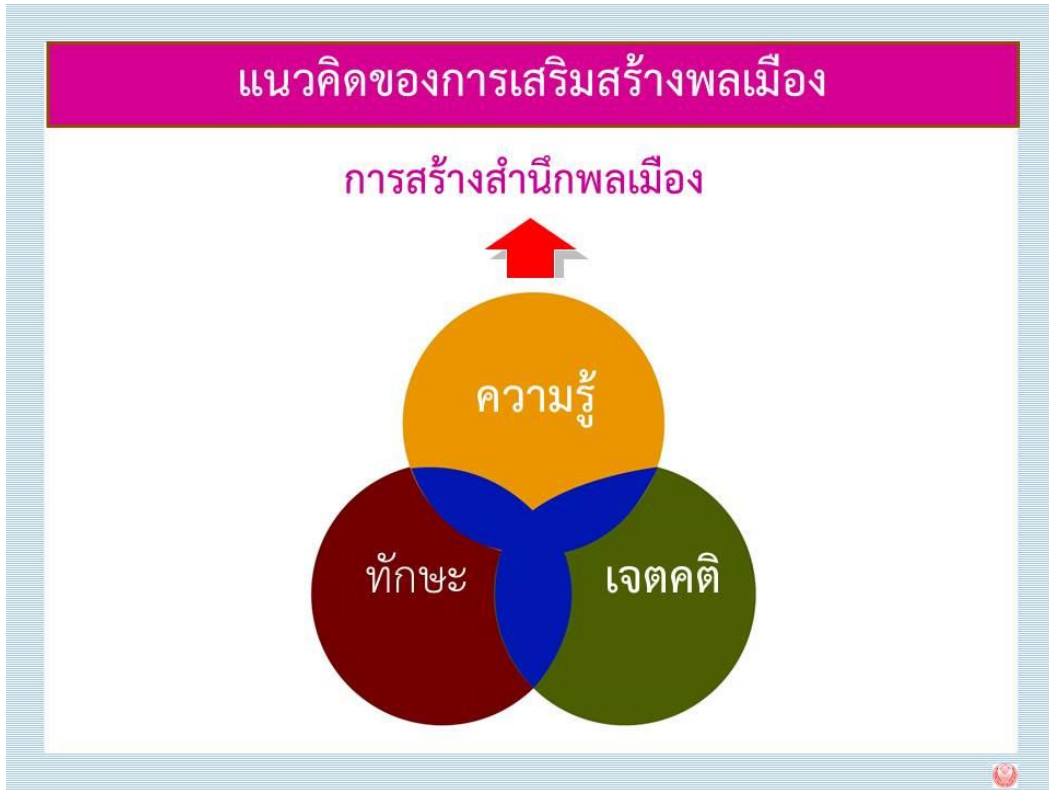 แนวคิดของการเสริมสร้างพลเมือง
การสร้างสำนึกพลเมือง
ความรู้
ทักษะ
เจตคติ